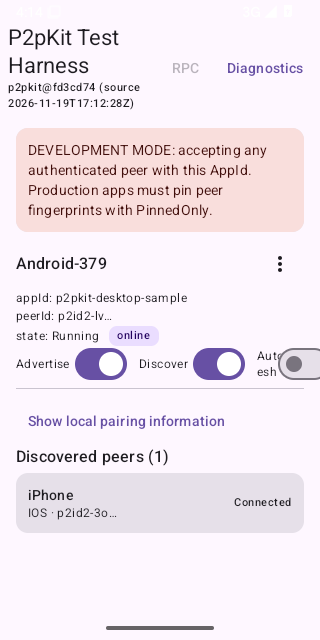 P2pKit Test
Harness
RPC
Diagnostics
p2pkit@fd3cd74 (source
2026-11-19T17:12:28Z)
DEVELOPMENT MODE: accepting any
authenticated peer with this AppId.
Production apps must pin peer
fingerprints with PinnedOnly.
Android-379
appId: p2pkit-desktop-sample
peerId: p2id2-lv…
state: Running
online
Advertise
Discover
esh
Show local pairing information
Discovered peers (1)
iPhone
IOS · p2id2-3o…
Connected